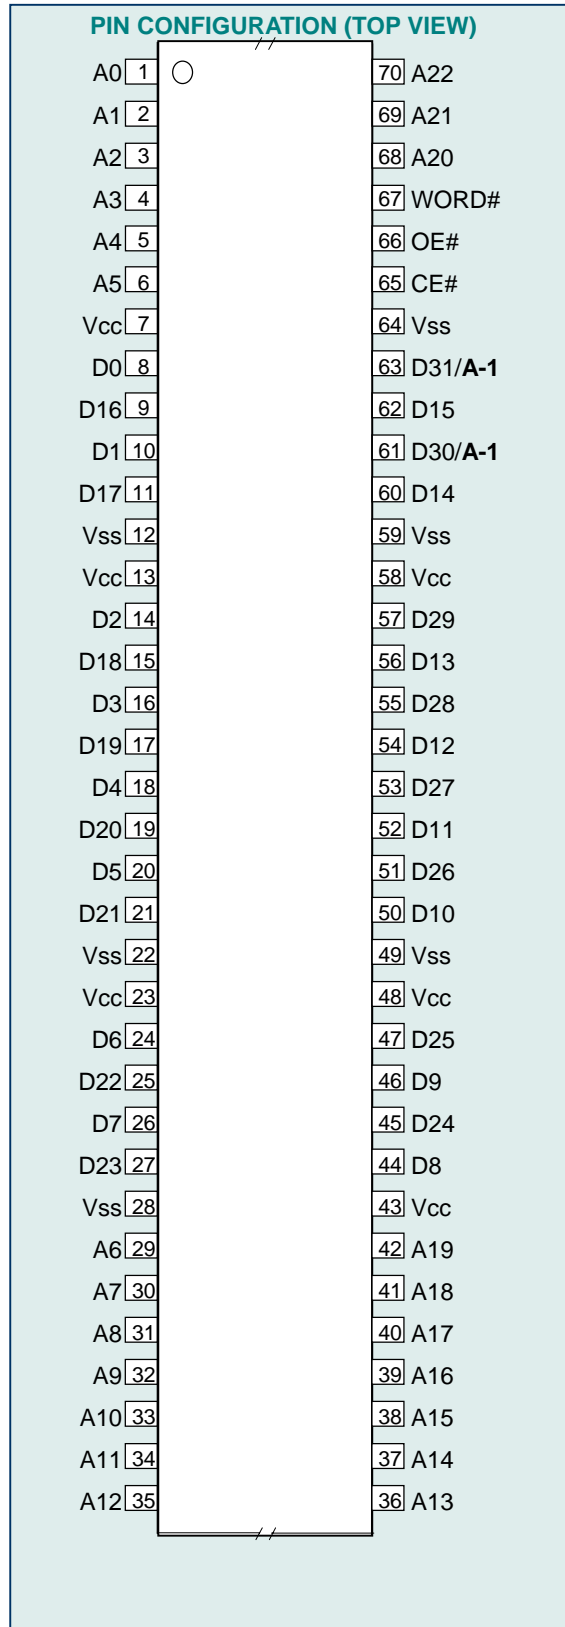 PIN CONFIGURATION (TOP VIEW)
A0 1 70 A22
A1 2 69 A21
A2 3 68 A20
A3 4 67 WORD#
A4 5 66 OE#
A5 6 65 CE#
Vcc 7 64 Vss
D0 8 63 D31/A-1
D16 9 62 D15
D1 10 61 D30/A-1
D17 11 60 D14
Vss 12 59 Vss
Vcc 13 58 Vcc
D2 14 57 D29
D18 15 56 D13
D3 16 55 D28
D19 17 54 D12
D4 18 53 D27
D20 19 52 D11
D5 20 51 D26
D21 21 50 D10
Vss 22 49 Vss
Vcc 23 48 Vcc
D6 24 47 D25
D22 25 46 D9
D7 26 45 D24
D23 27 44 D8
Vss 28 43 Vcc
A6 29 42 A19
A7 30 41 A18
A8 31 40 A17
A9 32 39 A16
A10 33 38 A15
A11 34 37 A14
A12 35 36 A13